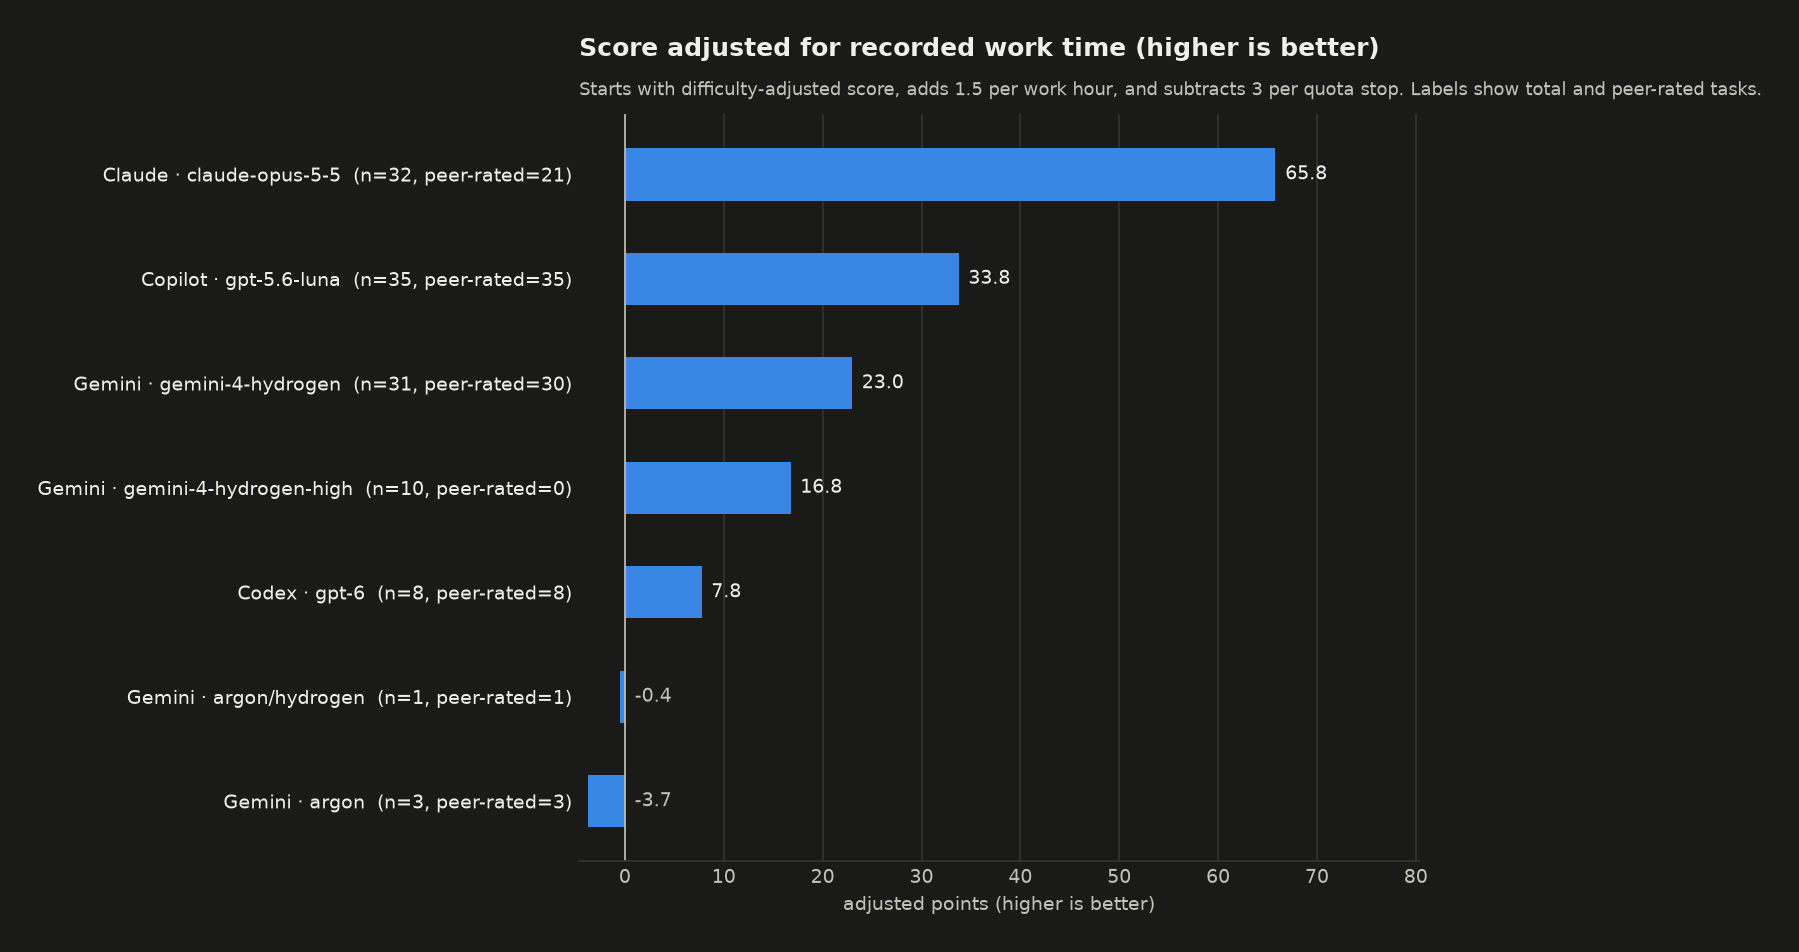 Score adjusted for recorded work time (higher is better)
Starts with difficulty-adjusted score, adds 1.5 per work hour, and subtracts 3 per quota stop. Labels show total and peer-rated tasks.
Claude · claude-opus-5-5 (n=32, peer-rated=21)
65.8
Copilot · gpt-5.6-luna (n=35, peer-rated=35)
33.8
Gemini · gemini-4-hydrogen (n=31, peer-rated=30)
23.0
Gemini · gemini-4-hydrogen-high (n=10, peer-rated=0)
16.8
Codex · gpt-6 (n=8, peer-rated=8)
7.8
Gemini · argon/hydrogen (n=1, peer-rated=1)
-0.4
Gemini · argon (n=3, peer-rated=3)
-3.7
0 10 20 30 40 50 60 70 80
adjusted points (higher is better)